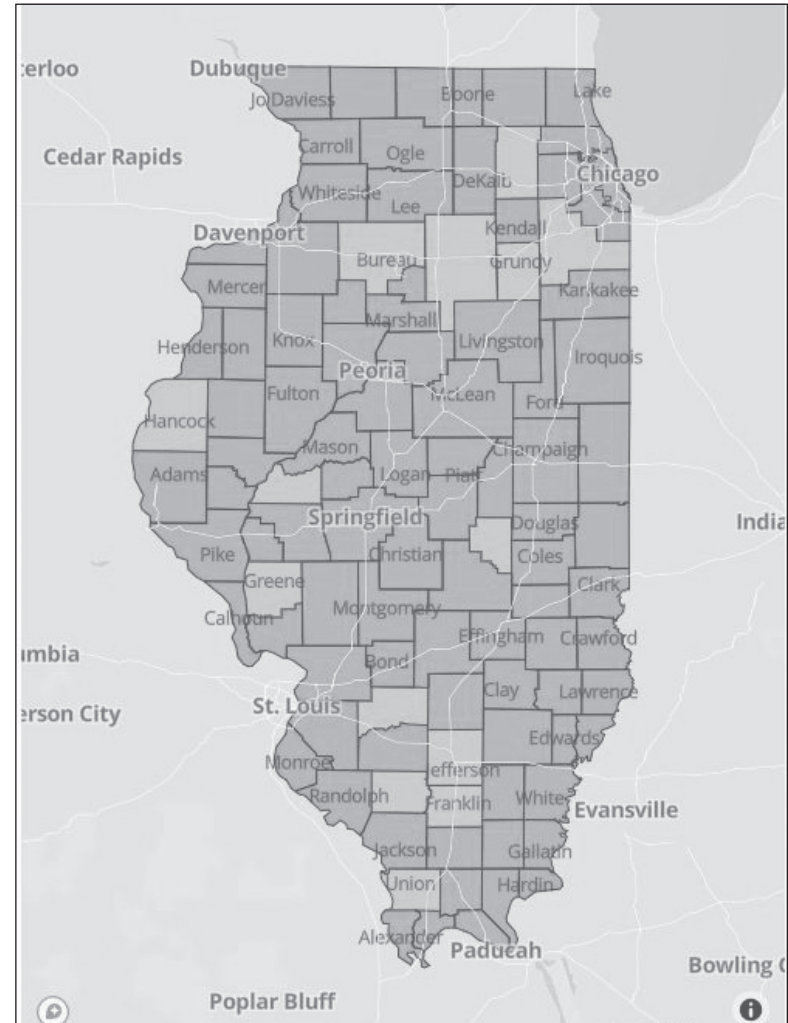 erloo
Dubuque
Jo Daviess
Boone
Lake
Carroll
Ogle
Cedar Rapids
Chicago
DeKalb
Whiteside
Lee
Kendall
Davenport
Bureau
Grundy
Mercer
Kankakee
Marshall
Henderson
Knox
Livingston
Iroquois
Peoria
Fulton
McLean
Ford
Hancock
Mason
Champaign
Adams
Logan
Piatt
Springfield
Douglas
India
Pike
Christian
Coles
Greene
Clark
Calhoun
Montgomery
Effingham
Crawford
umbia
Bond
Clay
Lawrence
St. Louis
erson City
Edwards
Monroe
efferson
Randolph
Franklin
White
Evansville
Jackson
Gallatin
Union
Hardin
Alexander
Paducah
Bowling
Poplar Bluff